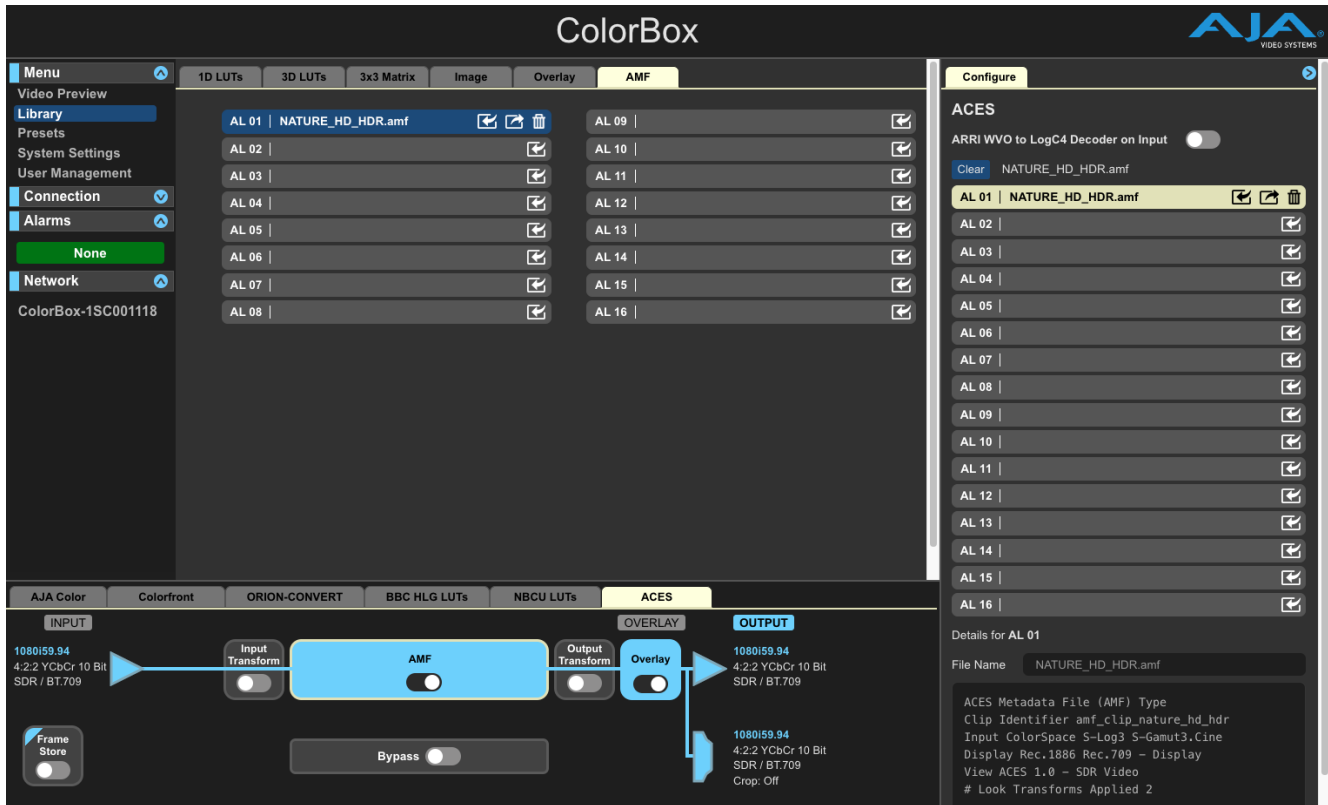 ColorBox
AJA
VIDEO SYSTEMS
Menu
Video Preview
Library
Presets
System Settings
User Management
Connection
Alarms
None
Network
ColorBox-1SC001118
1D LUTs
3D LUTs
3x3 Matrix
Image
Overlay
AMF
AL 01 | NATURE_HD_HDR.amf
AL 02 |
AL 03 |
AL 04 |
AL 05 |
AL 06 |
AL 07 |
AL 08 |
AL 09 |
AL 10 |
AL 11 |
AL 12 |
AL 13 |
AL 14 |
AL 15 |
AL 16 |
Configure
ACES
ARRI WVO to LogC4 Decoder on Input
Clear NATURE_HD_HDR.amf
AL 01 | NATURE_HD_HDR.amf
AL 02 |
AL 03 |
AL 04 |
AL 05 |
AL 06 |
AL 07 |
AL 08 |
AL 09 |
AL 10 |
AL 11 |
AL 12 |
AL 13 |
AL 14 |
AL 15 |
AL 16 |
Details for AL 01
File Name NATURE_HD_HDR.amf
ACES Metadata File (AMF) Type
Clip Identifier amf_clip_nature_hd_hdr
Input ColorSpace S-Log3 S-Gamut3.Cine
Display Rec.1886 Rec.709 – Display
View ACES 1.0 – SDR Video
# Look Transforms Applied 2
AJA Color
Colorfront
ORION-CONVERT
BBC HLG LUTs
NBCU LUTs
ACES
INPUT
1080i59.94
4:2:2 YCbCr 10 Bit
SDR / BT.709
Input
Transform
AMF
Output
Transform
OVERLAY
Overlay
OUTPUT
1080i59.94
4:2:2 YCbCr 10 Bit
SDR / BT.709
Frame
Store
Bypass
1080i59.94
4:2:2 YCbCr 10 Bit
SDR / BT.709
Crop: Off